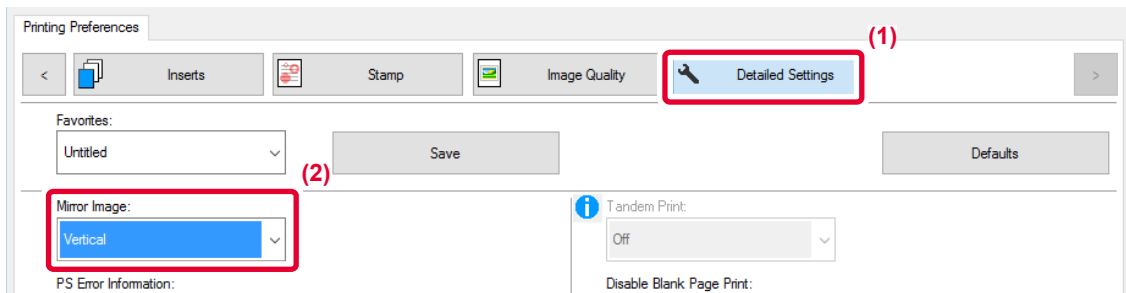 Printing Preferences
(1)
< Inserts Stamp Image Quality Detailed Settings >
Favorites:
Untitled Save Defaults
(2)
Mirror Image: Tandem Print:
Vertical Off
PS Error Information: Disable Blank Page Print: